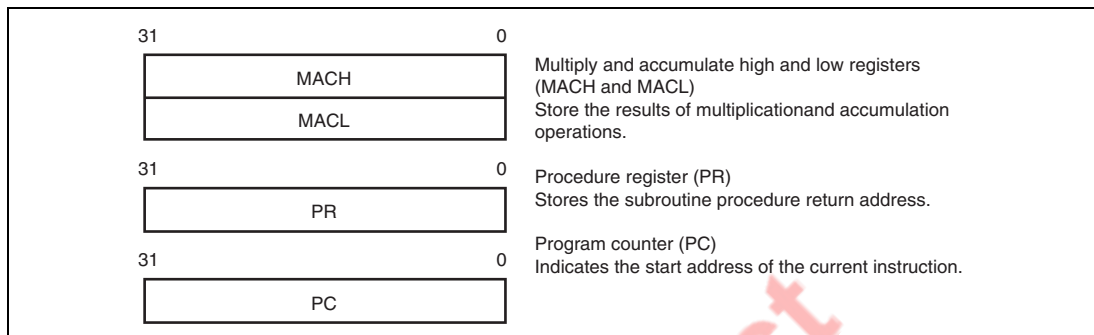 31 0
MACH
MACL
Multiply and accumulate high and low registers
(MACH and MACL)
Store the results of multiplicationand accumulation
operations.
31 0
PR
Procedure register (PR)
Stores the subroutine procedure return address.
31 0
PC
Program counter (PC)
Indicates the start address of the current instruction.